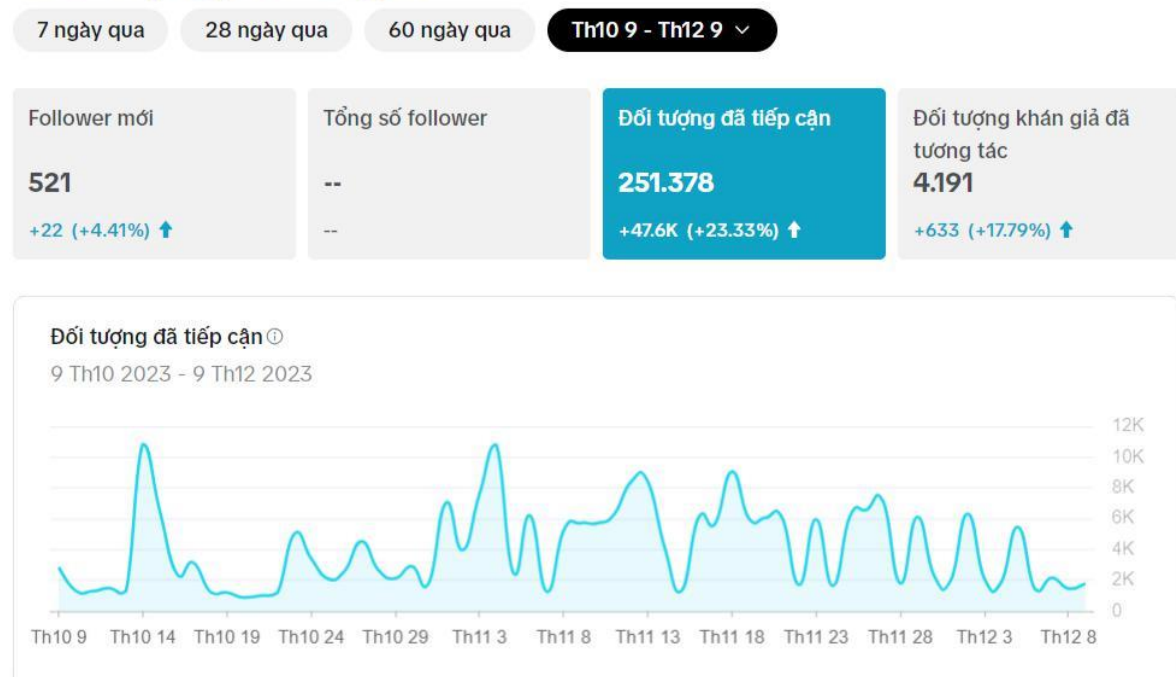 7 ngày qua 28 ngày qua 60 ngày qua Th10 9 - Th12 9
Follower mới
521
+22 (+4.41%)
Tổng số follower
--
--
Đối tượng đã tiếp cận
251.378
+47.6K (+23.33%)
Đối tượng khán giả đã
tương tác
4.191
+633 (+17.79%)
Đối tượng đã tiếp cận
9 Th10 2023 - 9 Th12 2023
12K
10K
8K
6K
4K
2K
0
Th10 9 Th10 14 Th10 19 Th10 24 Th10 29 Th11 3 Th11 8 Th11 13 Th11 18 Th11 23 Th11 28 Th12 3 Th12 8